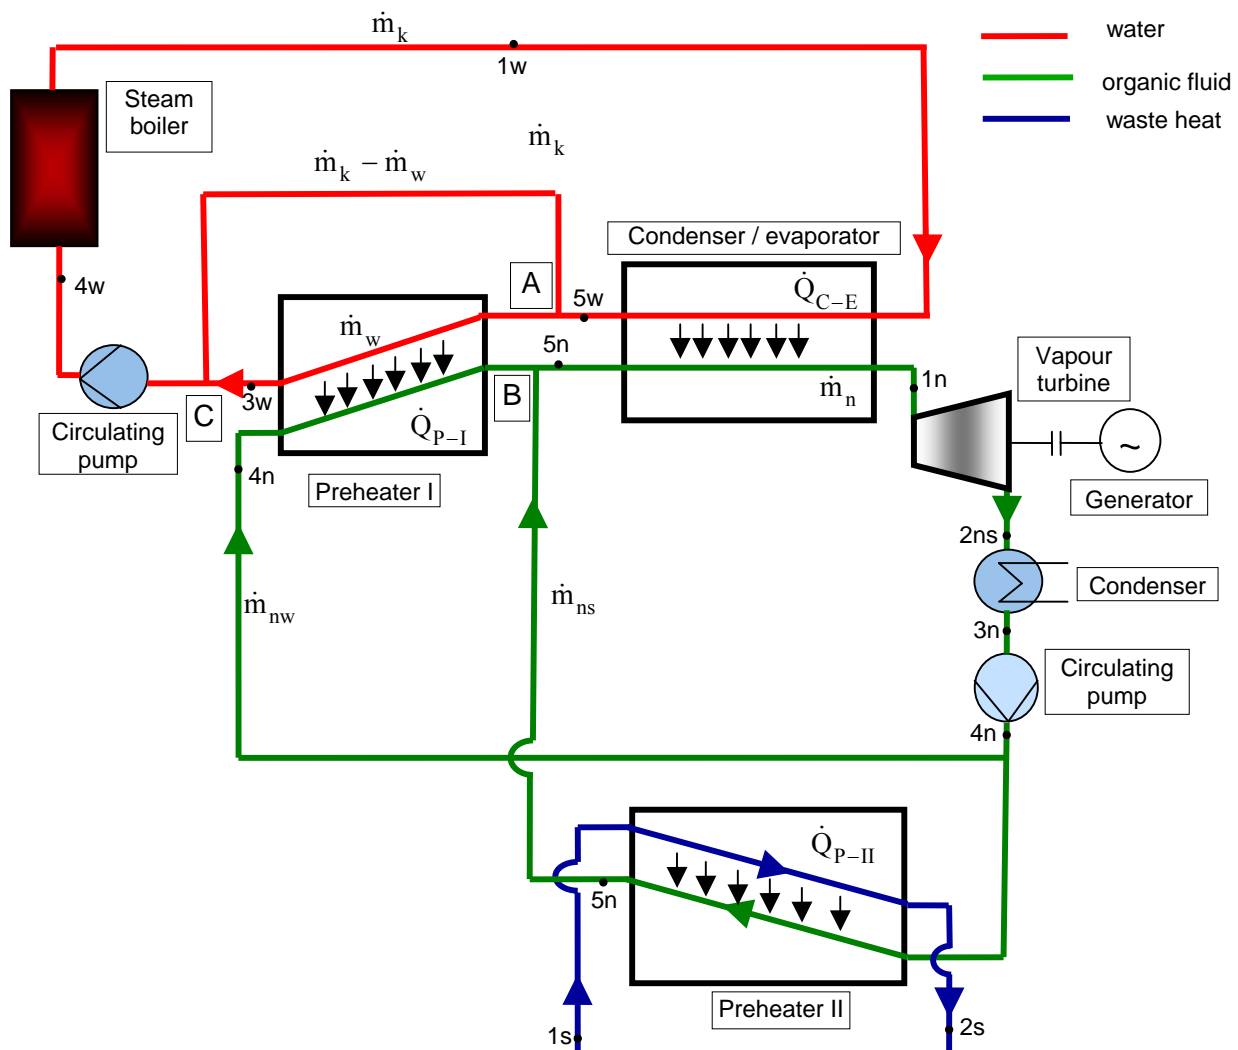 ṁk
water
1w
organic fluid
Steam
boiler
waste heat
ṁk
ṁk − ṁw
Condenser / evaporator
4w
A
5w
Q̇C−E
ṁw
5n
Vapour
turbine
1n
ṁn
3w
B
C
Q̇P−I
Circulating
pump
4n
~
Preheater I
Generator
2ns
ṁnw
ṁns
Condenser
3n
Circulating
pump
4n
Q̇P−II
5n
Preheater II
1s
2s